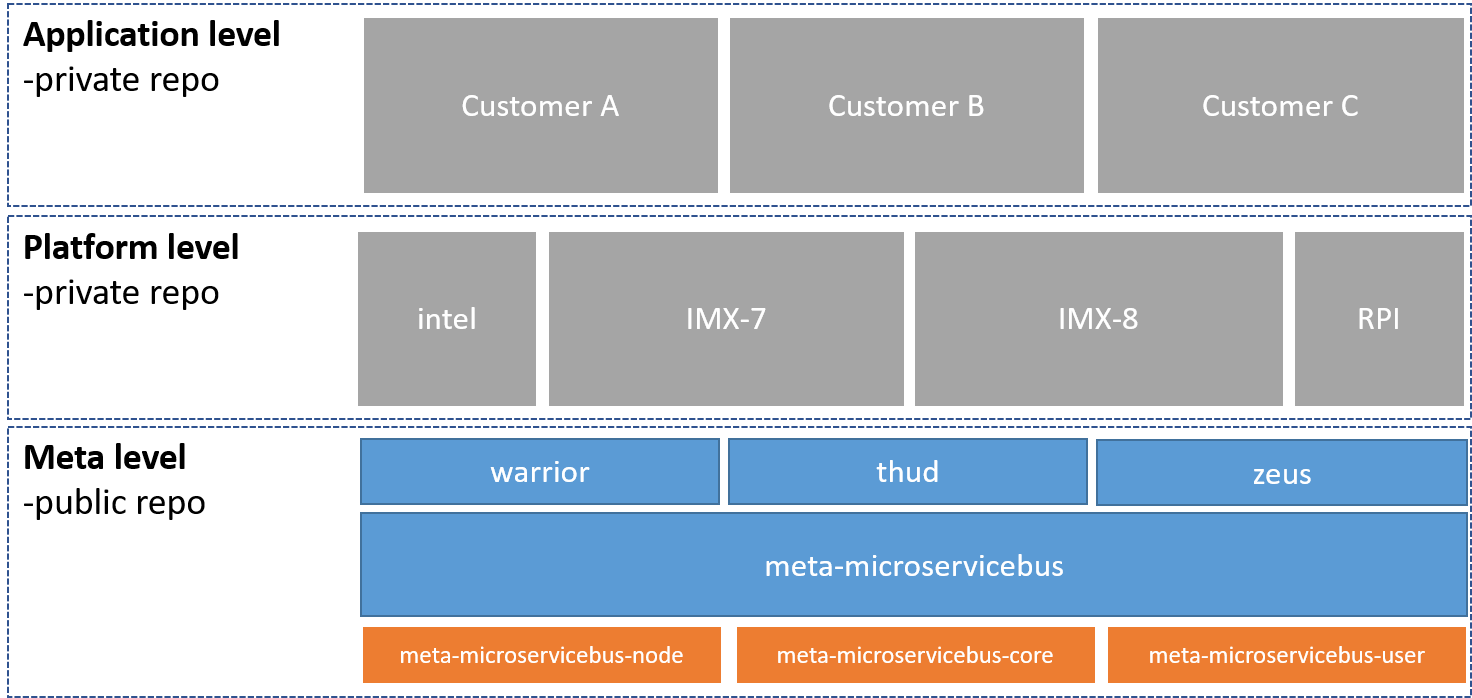 Application level
-private repo
Customer A
Customer B
Customer C
Platform level
-private repo
intel
IMX-7
IMX-8
RPI
Meta level
-public repo
warrior
thud
zeus
meta-microservicebus
meta-microservicebus-node
meta-microservicebus-core
meta-microservicebus-user